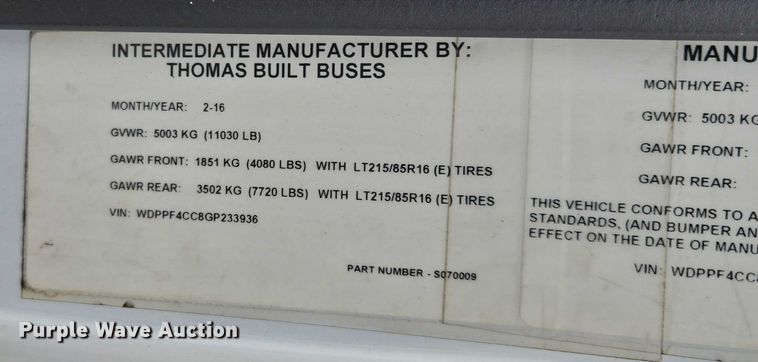 INTERMEDIATE MANUFACTURER BY:
THOMAS BUILT BUSES
MONTH/YEAR: 2-16
GVWR: 5003 KG (11030 LB)
GAWR FRONT: 1851 KG (4080 LBS) WITH LT215/85R16 (E) TIRES
GAWR REAR: 3502 KG (7720 LBS) WITH LT215/85R16 (E) TIRES
VIN: WDPPF4CC8GP233936
PART NUMBER - S070009
MANU
MONTH/YEAR:
GVWR: 5003 KG
GAWR FRONT:
GAWR REAR:
THIS VEHICLE CONFORMS TO A
STANDARDS, (AND BUMPER AN
EFFECT ON THE DATE OF MANU
VIN: WDPPF4CC
Purple Wave Auction